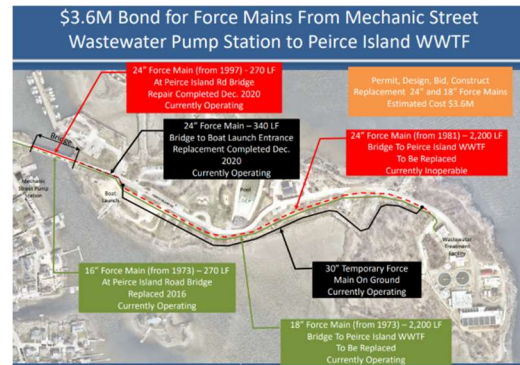 $3.6M Bond for Force Mains From Mechanic Street
Wastewater Pump Station to Peirce Island WWTF
24” Force Main (from 1997) - 270 LF
At Peirce Island Rd Bridge
Repair Completed Dec. 2020
Currently Operating
Permit, Design, Bid, Construct
Replacement 24” and 18” Force Mains
Estimated Cost $3.6M
24” Force Main – 340 LF
Bridge to Boat Launch Entrance
Replacement Completed Dec.
2020
Currently Operating
24” Force Main (from 1981) – 2,200 LF
Bridge To Peirce Island WWTF
To Be Replaced
Currently Inoperable
Bridge
Mechanic
Street Pump
Station
Boat
Launch
Pool
Wastewater
Treatment
Facility
16” Force Main (from 1973) – 270 LF
At Peirce Island Road Bridge
Replaced 2016
Currently Operating
30” Temporary Force
Main On Ground
Currently Operating
18” Force Main (from 1973) – 2,200 LF
Bridge To Peirce Island WWTF
To Be Replaced
Currently Operating